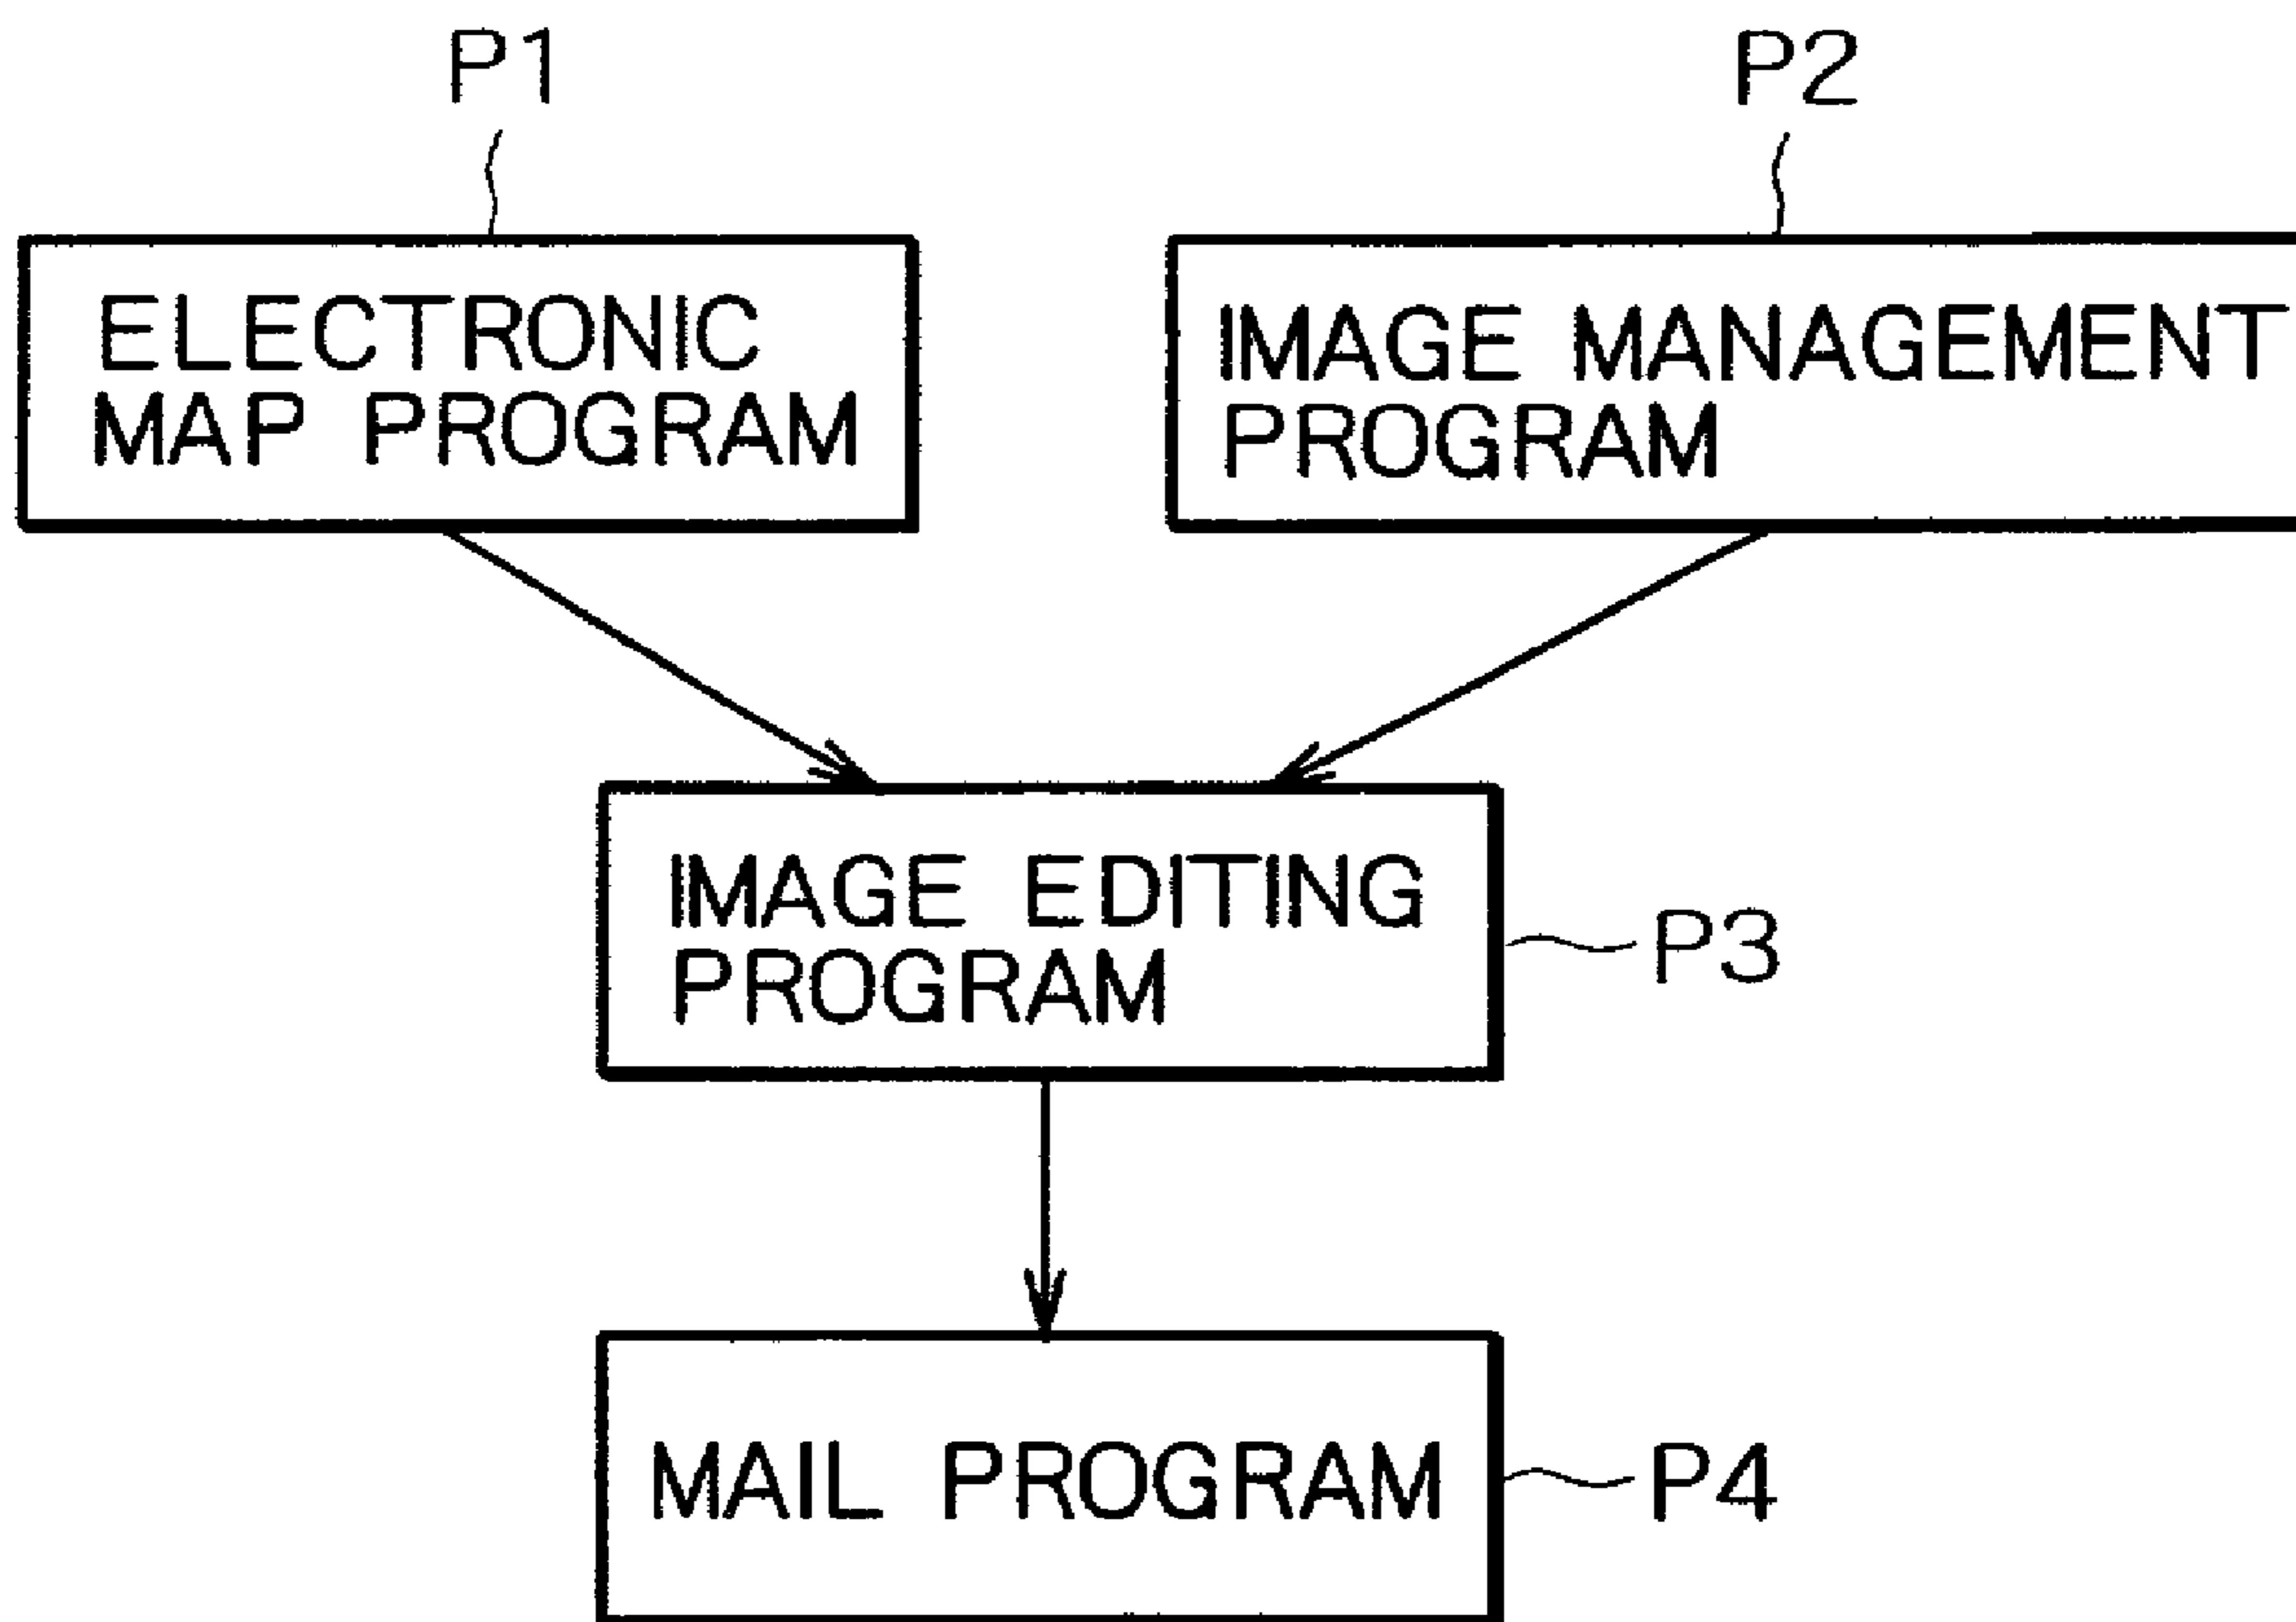 P1
P2
ELECTRONIC
MAP PROGRAM
IMAGE MANAGEMENT
PROGRAM
IMAGE EDITING
PROGRAM
P3
MAIL PROGRAM
P4